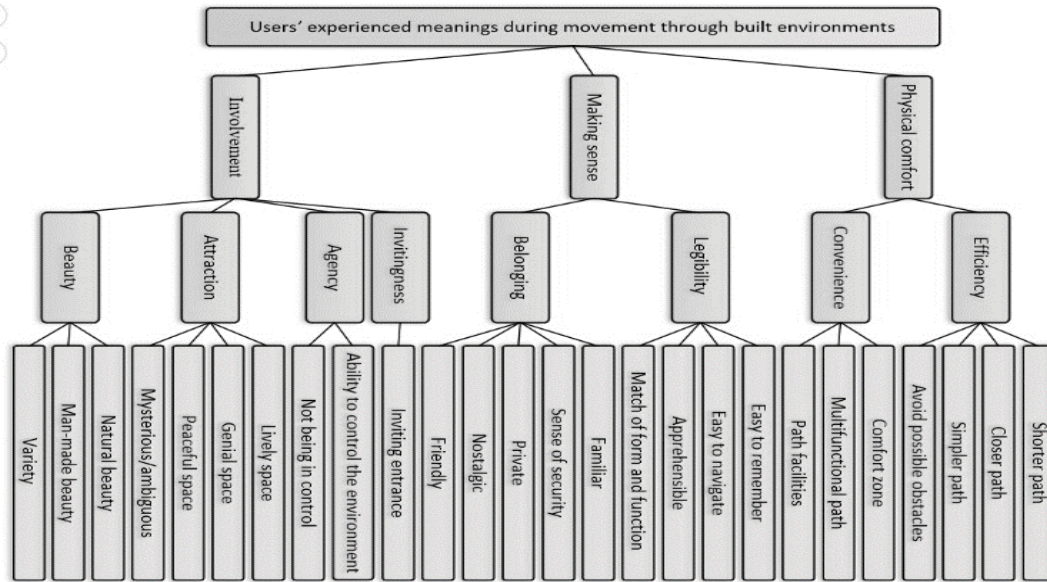 Users' experienced meanings during movement through built environments
Involvement
Making sense
Physical comfort
Beauty
Attraction
Agency
Invitingness
Belonging
Legibility
Convenience
Efficiency
Variety
Man-made beauty
Natural beauty
Mysterious/ambiguous
Peaceful space
Genial space
Lively space
Not being in control
Ability to control the environment
Inviting entrance
Friendly
Nostalgic
Private
Sense of security
Familiar
Match of form and function
Apprehensible
Easy to navigate
Easy to remember
Path facilities
Multifunctional path
Comfort zone
Avoid possible obstacles
Simpler path
Closer path
Shorter path